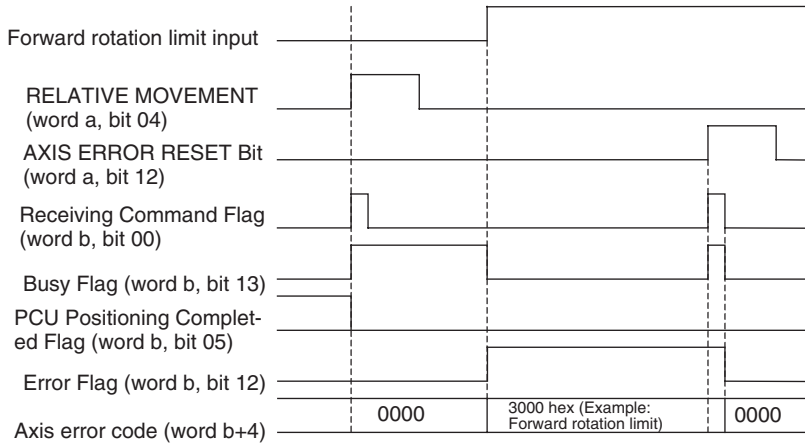 Forward rotation limit input
RELATIVE MOVEMENT
(word a, bit 04)
AXIS ERROR RESET Bit
(word a, bit 12)
Receiving Command Flag
(word b, bit 00)
Busy Flag (word b, bit 13)
PCU Positioning Complet-
ed Flag (word b, bit 05)
Error Flag (word b, bit 12)
Axis error code (word b+4)
0000
3000 hex (Example:
Forward rotation limit)
0000